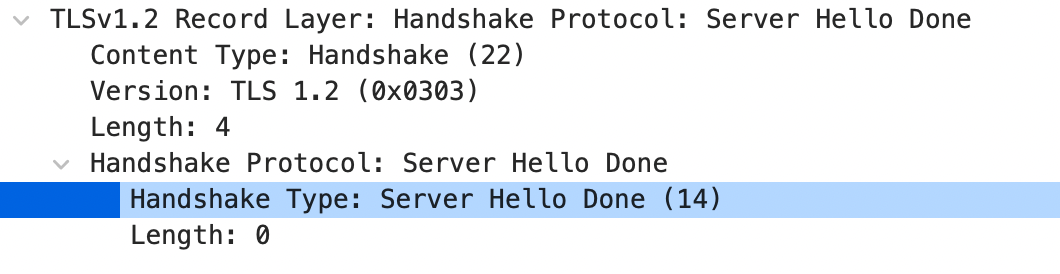 TLSv1.2 Record Layer: Handshake Protocol: Server Hello Done
Content Type: Handshake (22)
Version: TLS 1.2 (0x0303)
Length: 4
Handshake Protocol: Server Hello Done
Handshake Type: Server Hello Done (14)
Length: 0